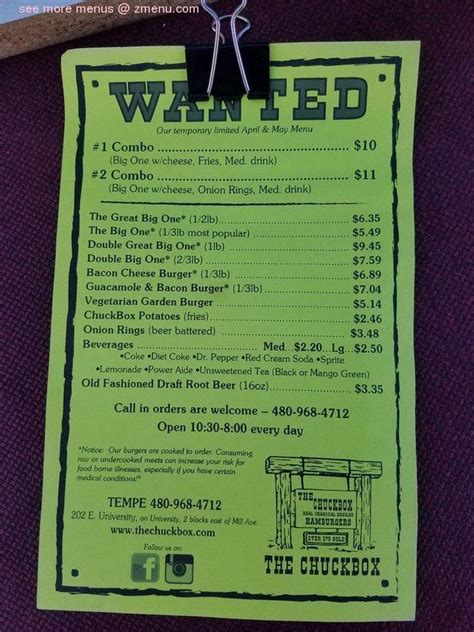 see more menus @ zmenu.com
WANTED
Our temporary limited April & May Menu
#1 Combo ........ $10
(Big One w/cheese, Fries, Med. drink)
#2 Combo ........ $11
(Big One w/cheese, Onion Rings, Med. drink)
The Great Big One* (1/2lb) ........ $6.35
The Big One* (1/3lb most popular) ........ $5.49
Double Great Big One* (1lb) ........ $9.45
Double Big One* (2/3lb) ........ $7.59
Bacon Cheese Burger* (1/3lb) ........ $6.89
Guacamole & Bacon Burger* (1/3lb) ........ $7.04
Vegetarian Garden Burger ........ $5.14
ChuckBox Potatoes (fries) ........ $2.46
Onion Rings (beer battered) ........ $3.48
Beverages ........ Med...$2.20...Lg...$2.50
•Coke •Diet Coke •Dr. Pepper •Red Cream Soda •Sprite
•Lemonade •Power Aide •Unsweetened Tea (Black or Mango Green)
Old Fashioned Draft Root Beer (16oz) ........ $3.35
Call in orders are welcome – 480-968-4712
Open 10:30-8:00 every day
*Notice: Our burgers are cooked to order. Consuming
raw or undercooked meets can increase your risk for
food borne illnesses, especially if you have certain
medical conditions!*
TEMPE 480-968-4712
202 E. University, on University, 2 blocks east of Mill Ave.
www.thechuckbox.com
Follow us on:
f
THE
CHUCKBOX
REAL CHARCOAL BROILED
HAMBURGERS
OVER 279 SOLD
THE CHUCKBOX